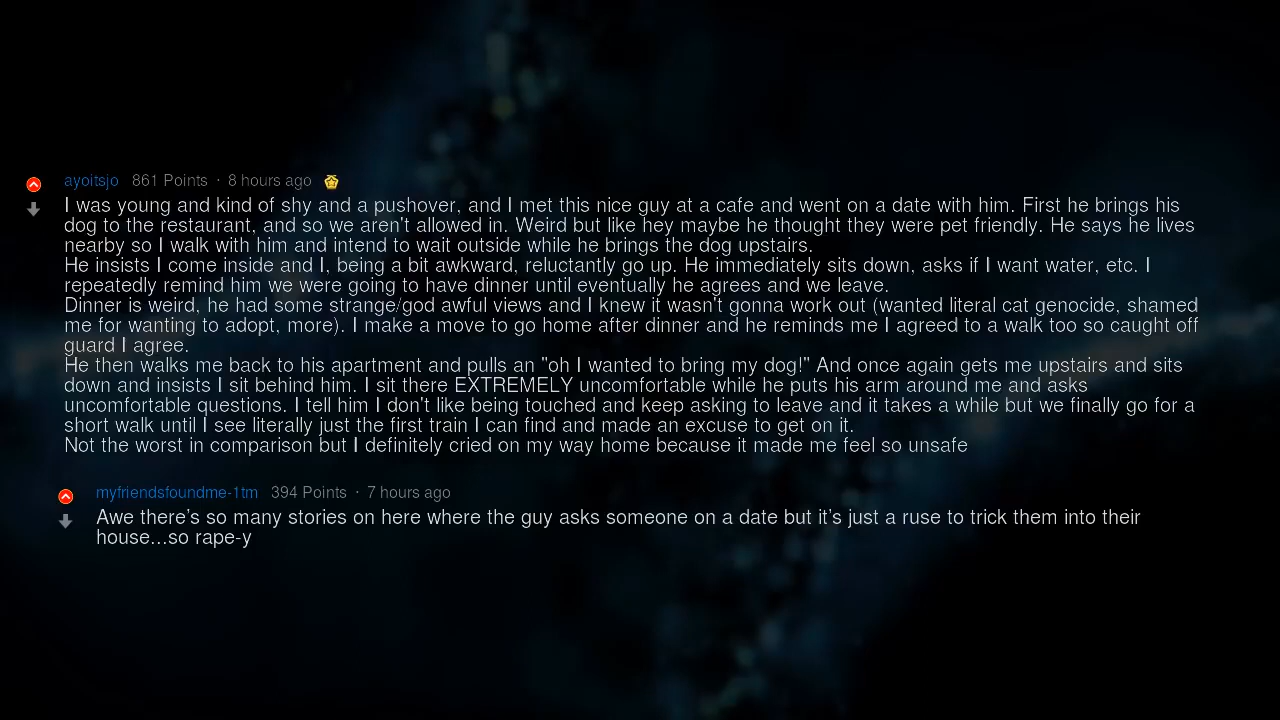 ayoitsjo 861 Points · 8 hours ago
I was young and kind of shy and a pushover, and I met this nice guy at a cafe and went on a date with him. First he brings his
dog to the restaurant, and so we aren't allowed in. Weird but like hey maybe he thought they were pet friendly. He says he lives
nearby so I walk with him and intend to wait outside while he brings the dog upstairs.
He insists I come inside and I, being a bit awkward, reluctantly go up. He immediately sits down, asks if I want water, etc. I
repeatedly remind him we were going to have dinner until eventually he agrees and we leave.
Dinner is weird, he had some strange/god awful views and I knew it wasn't gonna work out (wanted literal cat genocide, shamed
me for wanting to adopt, more). I make a move to go home after dinner and he reminds me I agreed to a walk too so caught off
guard I agree.
He then walks me back to his apartment and pulls an "oh I wanted to bring my dog!" And once again gets me upstairs and sits
down and insists I sit behind him. I sit there EXTREMELY uncomfortable while he puts his arm around me and asks
uncomfortable questions. I tell him I don't like being touched and keep asking to leave and it takes a while but we finally go for a
short walk until I see literally just the first train I can find and made an excuse to get on it.
Not the worst in comparison but I definitely cried on my way home because it made me feel so unsafe
myfriendsfoundme-1tm 394 Points · 7 hours ago
Awe there’s so many stories on here where the guy asks someone on a date but it’s just a ruse to trick them into their
house...so rape-y